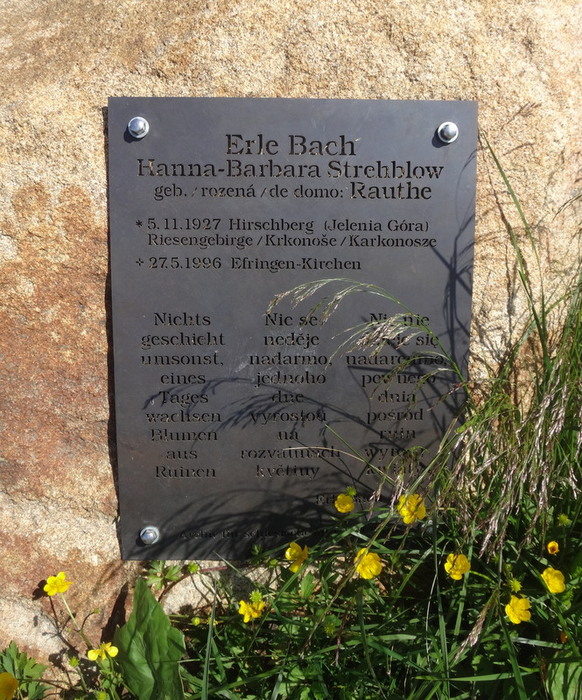 Erle Bach
Hanna-Barbara Strehblow
geb./rozená/de domo: Rauthe
* 5.11.1927 Hirschberg (Jelenia Góra)
Riesengebirge/Krkonoše/Karkonosze
✧ 27.5.1996 Efringen-Kirchen
Nichts
geschieht
umsonst,
eines
Tages
wachsen
Blumen
aus
Ruinen
Nic se
neděje
nadarmo,
jednoho
dne
vyrostou
na
rozvalinách
květiny
Nic nie
się
nadaremno,
pewnego
dnia
pośród
ruin